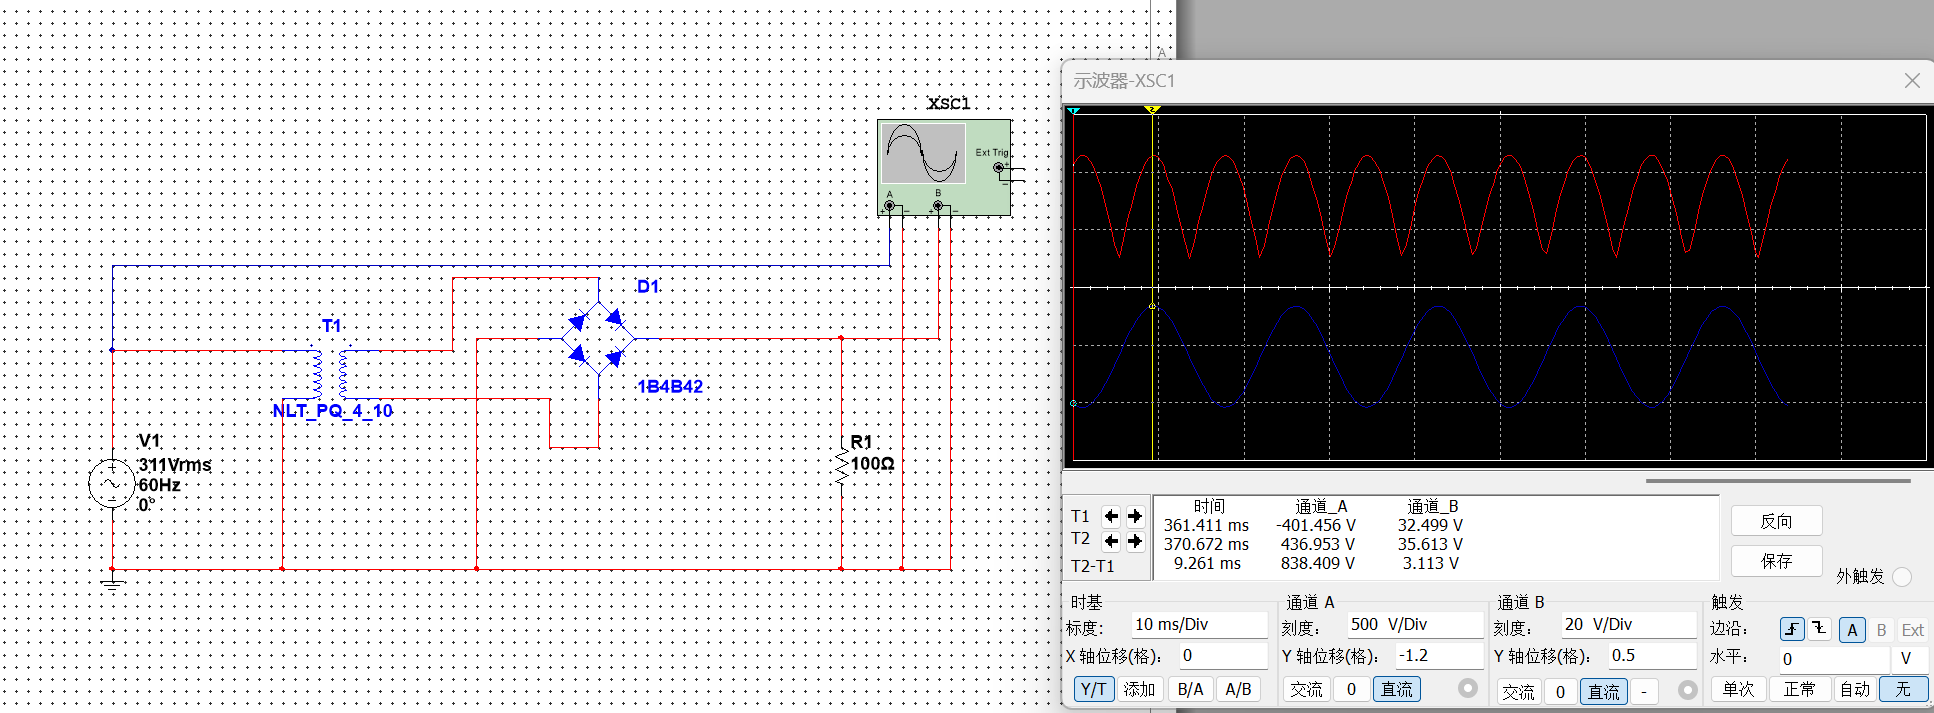 A
示波器-XSC1
XSC1
Ext Trig
A
B
D1
T1
1B4B42
NLT_PQ_4_10
V1
311Vrms
60Hz
0°
R1
100Ω
时间 通道_A 通道_B
T1 361.411 ms -401.456 V 32.499 V
T2 370.672 ms 436.953 V 35.613 V
T2-T1 9.261 ms 838.409 V 3.113 V
反向
保存
外触发
时基
标度: 10 ms/Div
X 轴位移(格): 0
Y/T 添加 B/A A/B
通道 A
刻度: 500 V/Div
Y 轴位移(格): -1.2
交流 0 直流
通道 B
刻度: 20 V/Div
Y 轴位移(格): 0.5
交流 0 直流 -
触发
边沿: A B Ext
水平: 0 V
单次 正常 自动 无